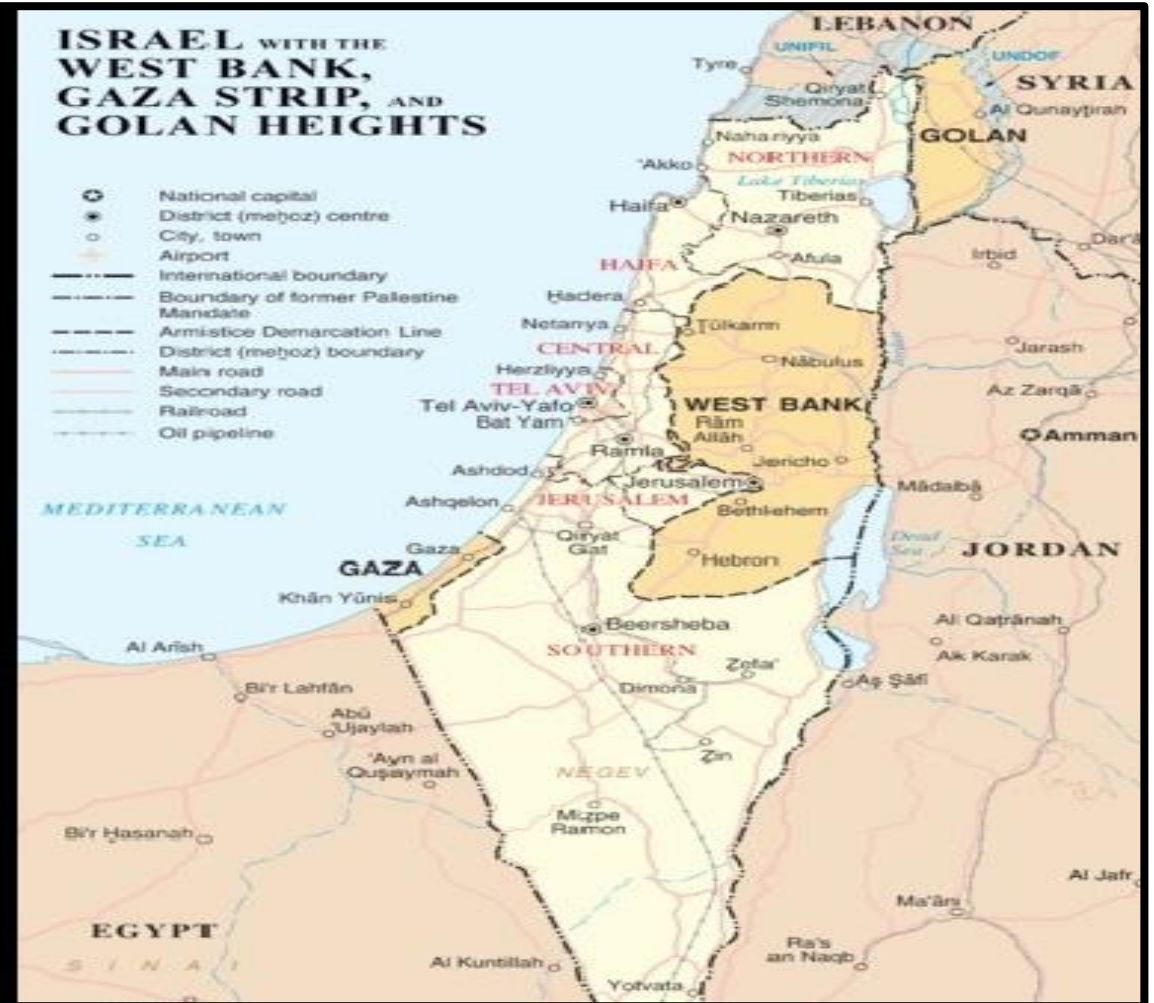 ISRAEL WITH THE
WEST BANK,
GAZA STRIP, AND
GOLAN HEIGHTS
National capital
District (meḥoz) centre
City, town
Airport
International boundary
Boundary of former Pallestine
Mandate
Armistice Demarcation Line
District (meḥoz) boundary
Main road
Secondary road
Railroad
Oil pipeline
LEBANON
UNIFIL
UNDOF
Tyre
SYRIA
Qiryat
Shemona
Al Qunayṭirah
GOLAN
Nahariyya
'Akko
NORTHERN
Lake Tiberias
Tiberias
Haifa
Nazareth
Irbid
Afula
HAIFA
Ḥadera
Netanya
Tūlkarm
CENTRAL
Nābulus
Jarash
Herzliyya
TEL AVIV
Az Zarqā
Tel Aviv-Yafo
WEST BANK
Bat Yam
Rām
Allāh
Amman
Ramla
Jericho
Ashdod
Jerusalem
Mādabā
Ashqelon
JERUSALEM
Bethlehem
MEDITERRANEAN
SEA
Qiryat
Gat
Dead
Sea
Gaza
GAZA
Hebron
JORDAN
Khān Yūnis
Beersheba
Al Qaṭrānah
Al Arīsh
SOUTHERN
Alk Karak
Zefa'
Dimona
Aş Şāfī
Bi'r Lahfān
Abū
'Ujaylah
Zin
'Ayn al
Quşaymah
NEGEV
Mizpe
Ramon
Bi'r Ḥasanah
Al Jafr
Ma'ān
EGYPT
SINAI
Ra's
an Naqb
Al Kuntillah
Yotvata